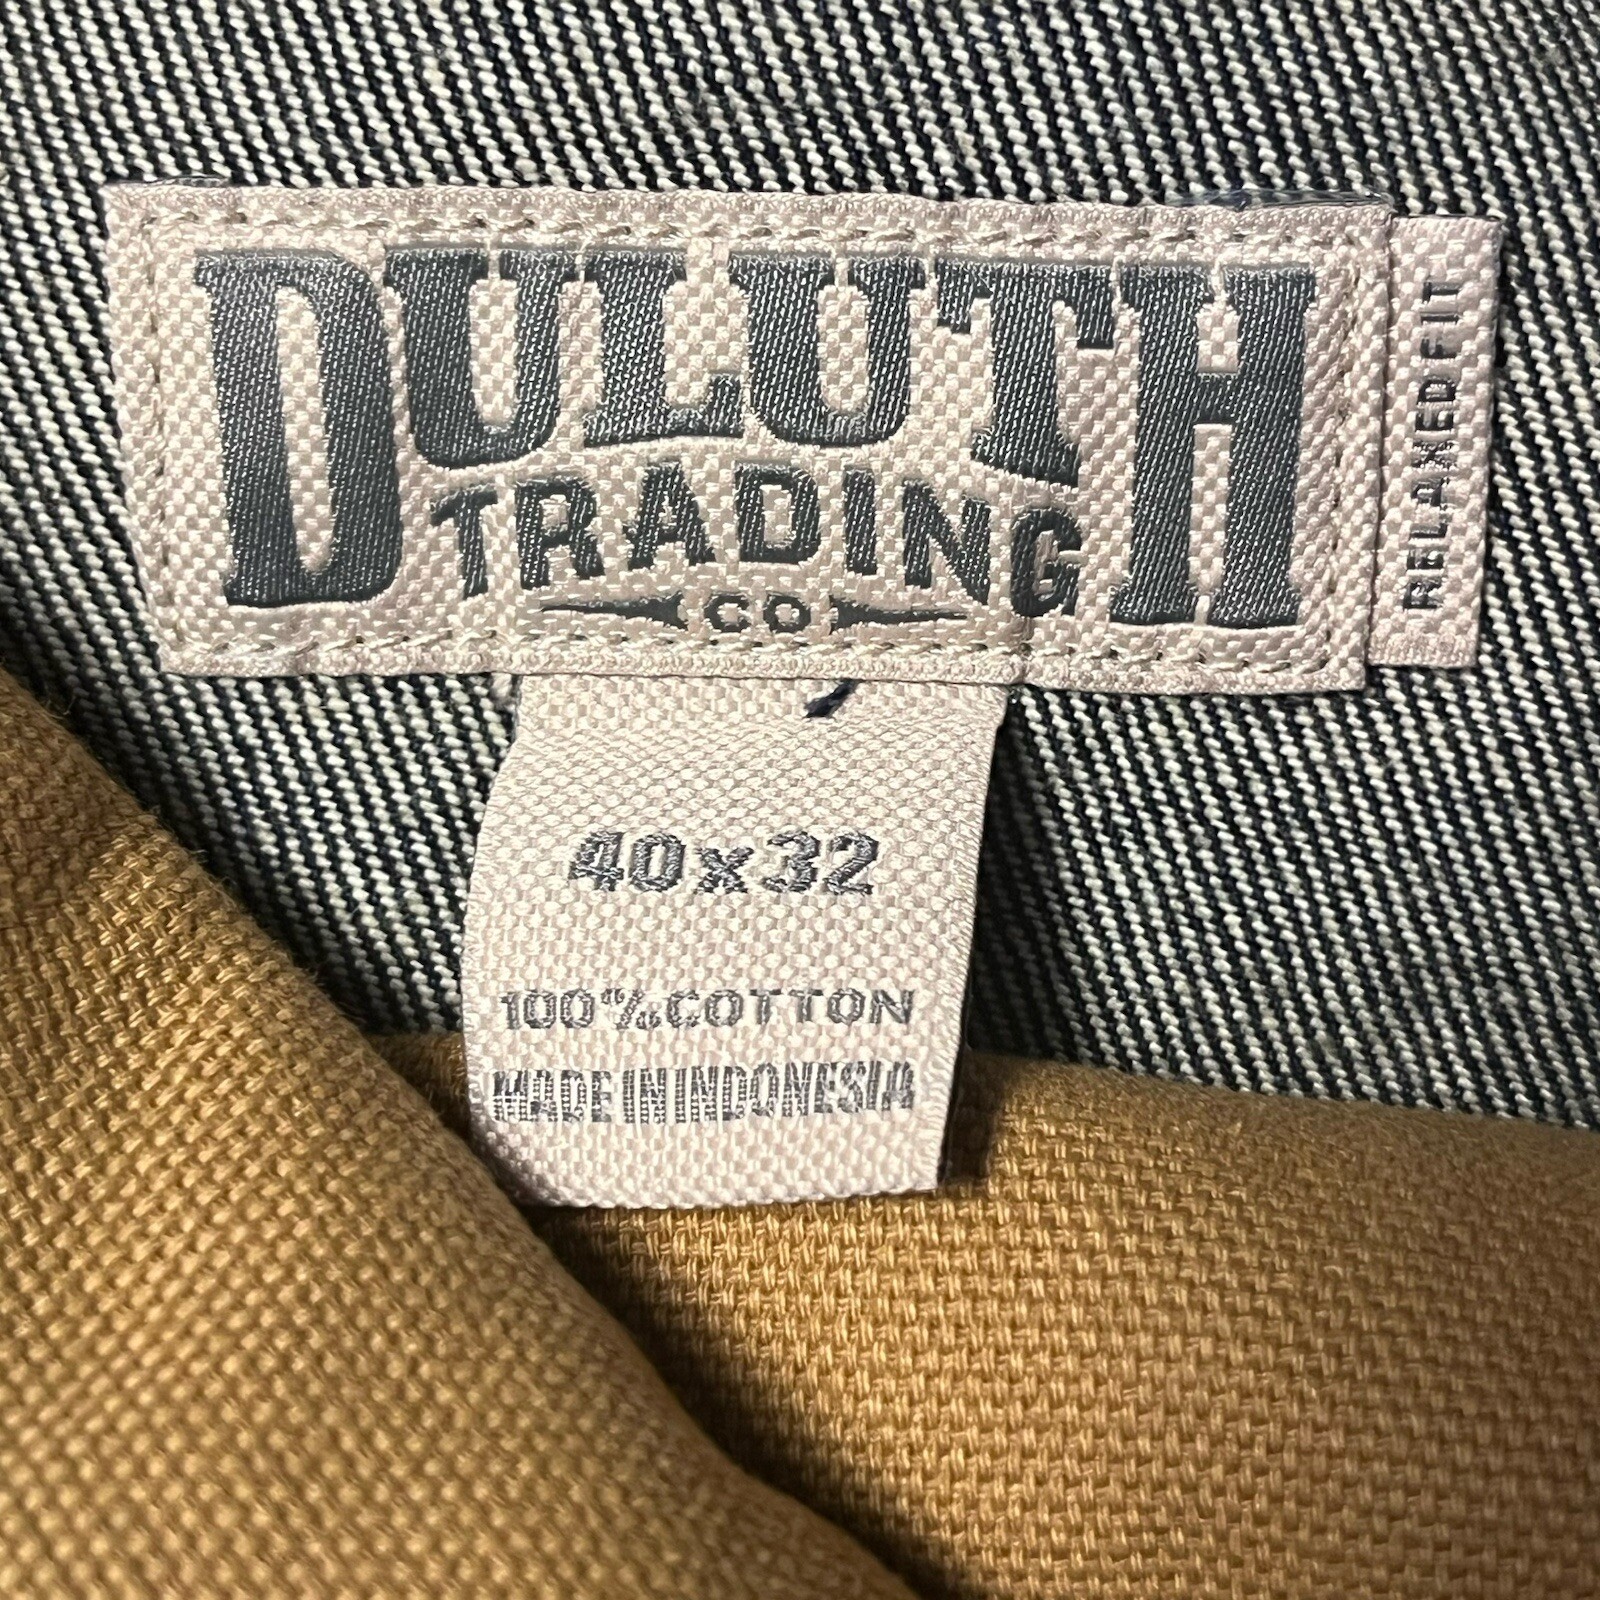 DULUTH
TRADING
CO
RELAXED FIT
40x32
100% COTTON
MADE IN INDONESIA